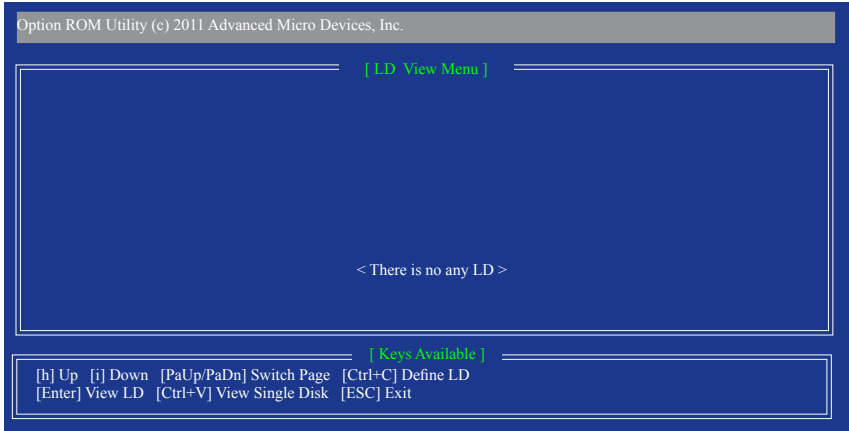 Option ROM Utility (c) 2011 Advanced Micro Devices, Inc.
[ LD View Menu ]
< There is no any LD >
[ Keys Available ]
[h] Up [i] Down [PaUp/PaDn] Switch Page [Ctrl+C] Define LD
[Enter] View LD [Ctrl+V] View Single Disk [ESC] Exit